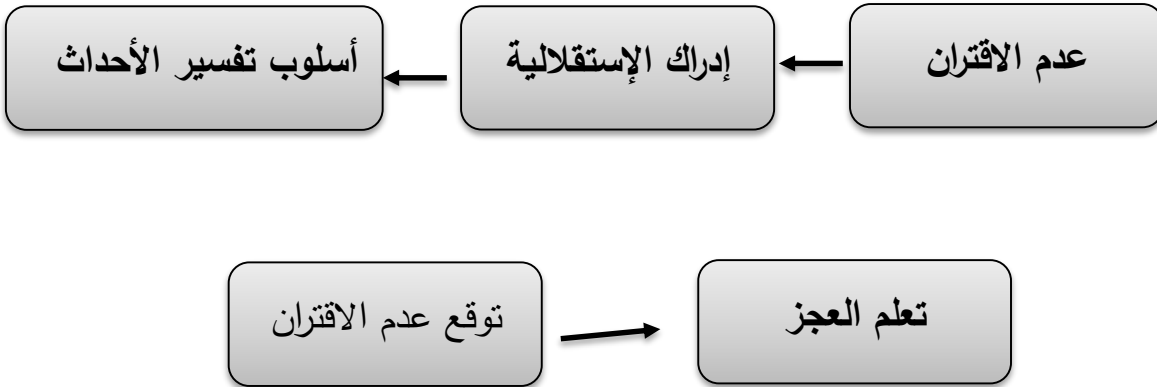 عدم الاقتران
إدراك الإستقلالية
أسلوب تفسير الأحداث
توقع عدم الاقتران
تعلم العجز